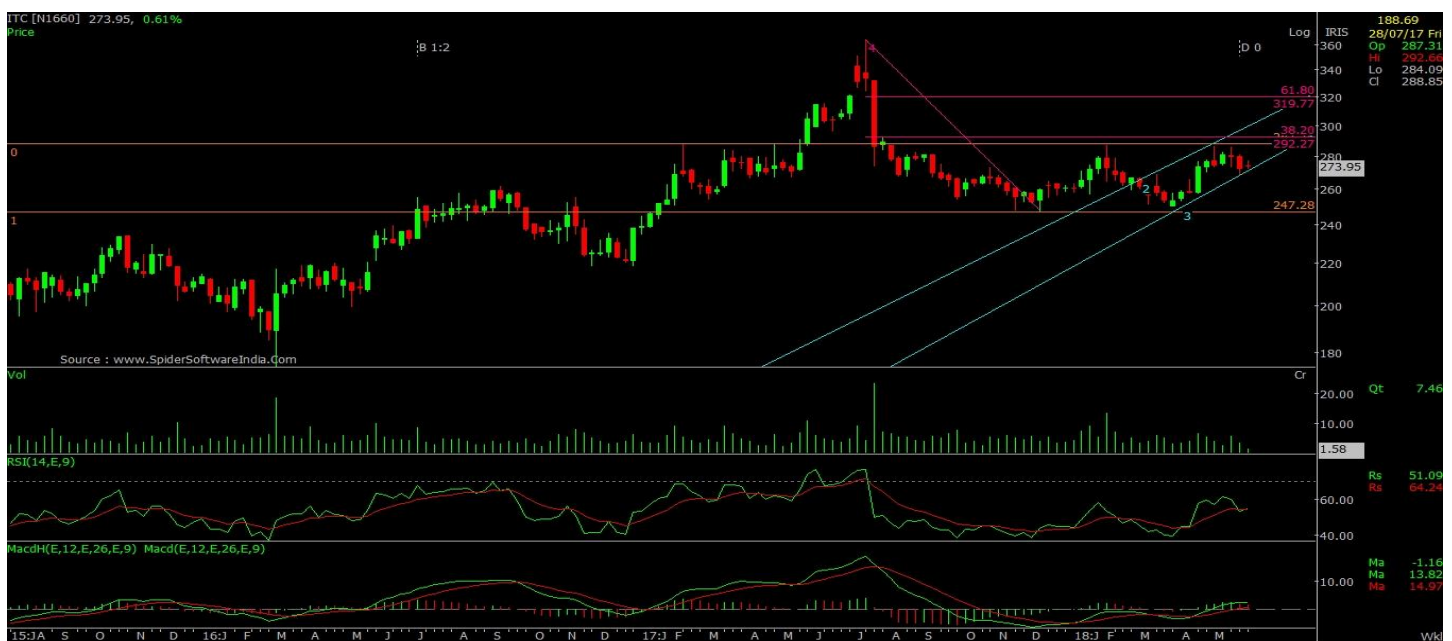 ITC [N1660] 273.95, 0.61%
Price
B 1:2
D 0
Log
IRIS
188.69
28/07/17 Fri
Op 287.31
Hi 292.66
Lo 284.09
Cl 288.85
360
340
320
300
280
260
240
220
200
180
4
61.80
319.77
38.20
292.27
273.95
0
1
2
3
247.28
Source : www.SpiderSoftwareIndia.Com
Vol
Cr
20.00
10.00
1.58
Qt 7.46
RSI(14,E,9)
60.00
40.00
Rs 51.09
Rs 64.24
MacdH(E,12,E,26,E,9) Macd(E,12,E,26,E,9)
10.00
Ma -1.16
Ma 13.82
Ma 14.97
15:JA S O N D 16:J F M A M J J A S O N D 17:J F M A M J J A S O N D 18:J F M A M Wkl